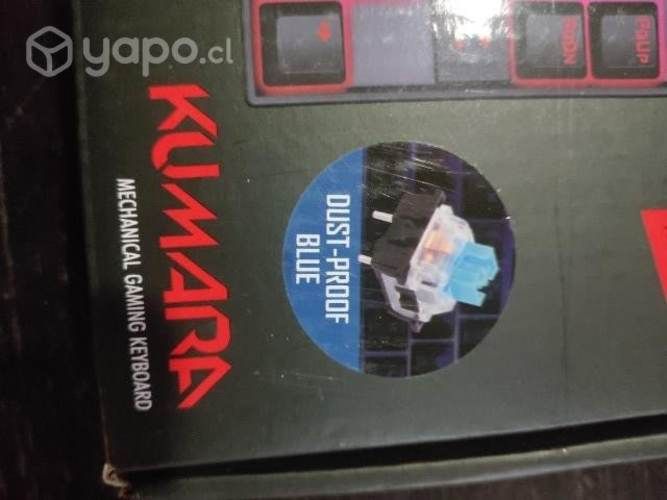 yapo.cl
PgUP
PgDN
KUMARA
MECHANICAL GAMING KEYBOARD
DUST-PROOF
BLUE